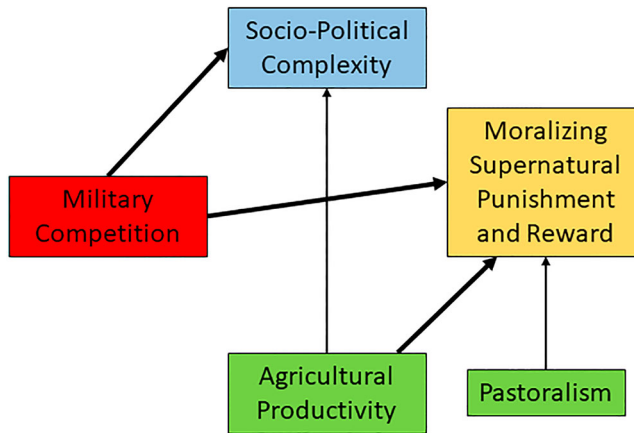 Socio-Political
Complexity
Moralizing
Supernatural
Punishment
and Reward
Military
Competition
Agricultural
Productivity
Pastoralism